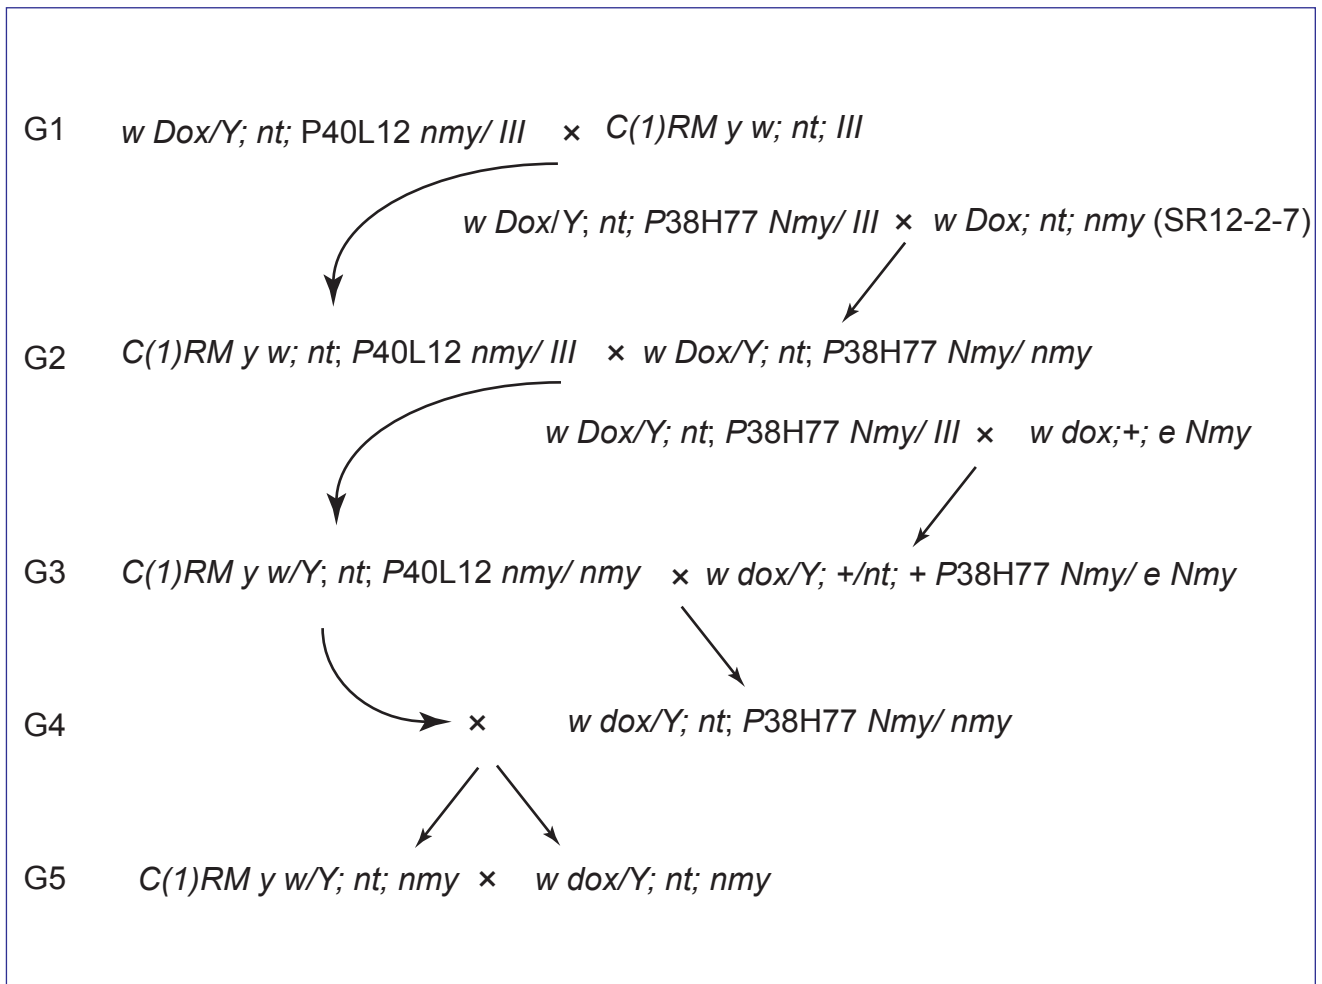 G1 w Dox/Y; nt; P40L12 nmy/ III × C(1)RM y w; nt; III
w Dox/Y; nt; P38H77 Nmy/ III × w Dox; nt; nmy (SR12-2-7)
G2 C(1)RM y w; nt; P40L12 nmy/ III × w Dox/Y; nt; P38H77 Nmy/ nmy
w Dox/Y; nt; P38H77 Nmy/ III × w dox;+; e Nmy
G3 C(1)RM y w/Y; nt; P40L12 nmy/ nmy × w dox/Y; +/nt; + P38H77 Nmy/ e Nmy
G4 × w dox/Y; nt; P38H77 Nmy/ nmy
G5 C(1)RM y w/Y; nt; nmy × w dox/Y; nt; nmy